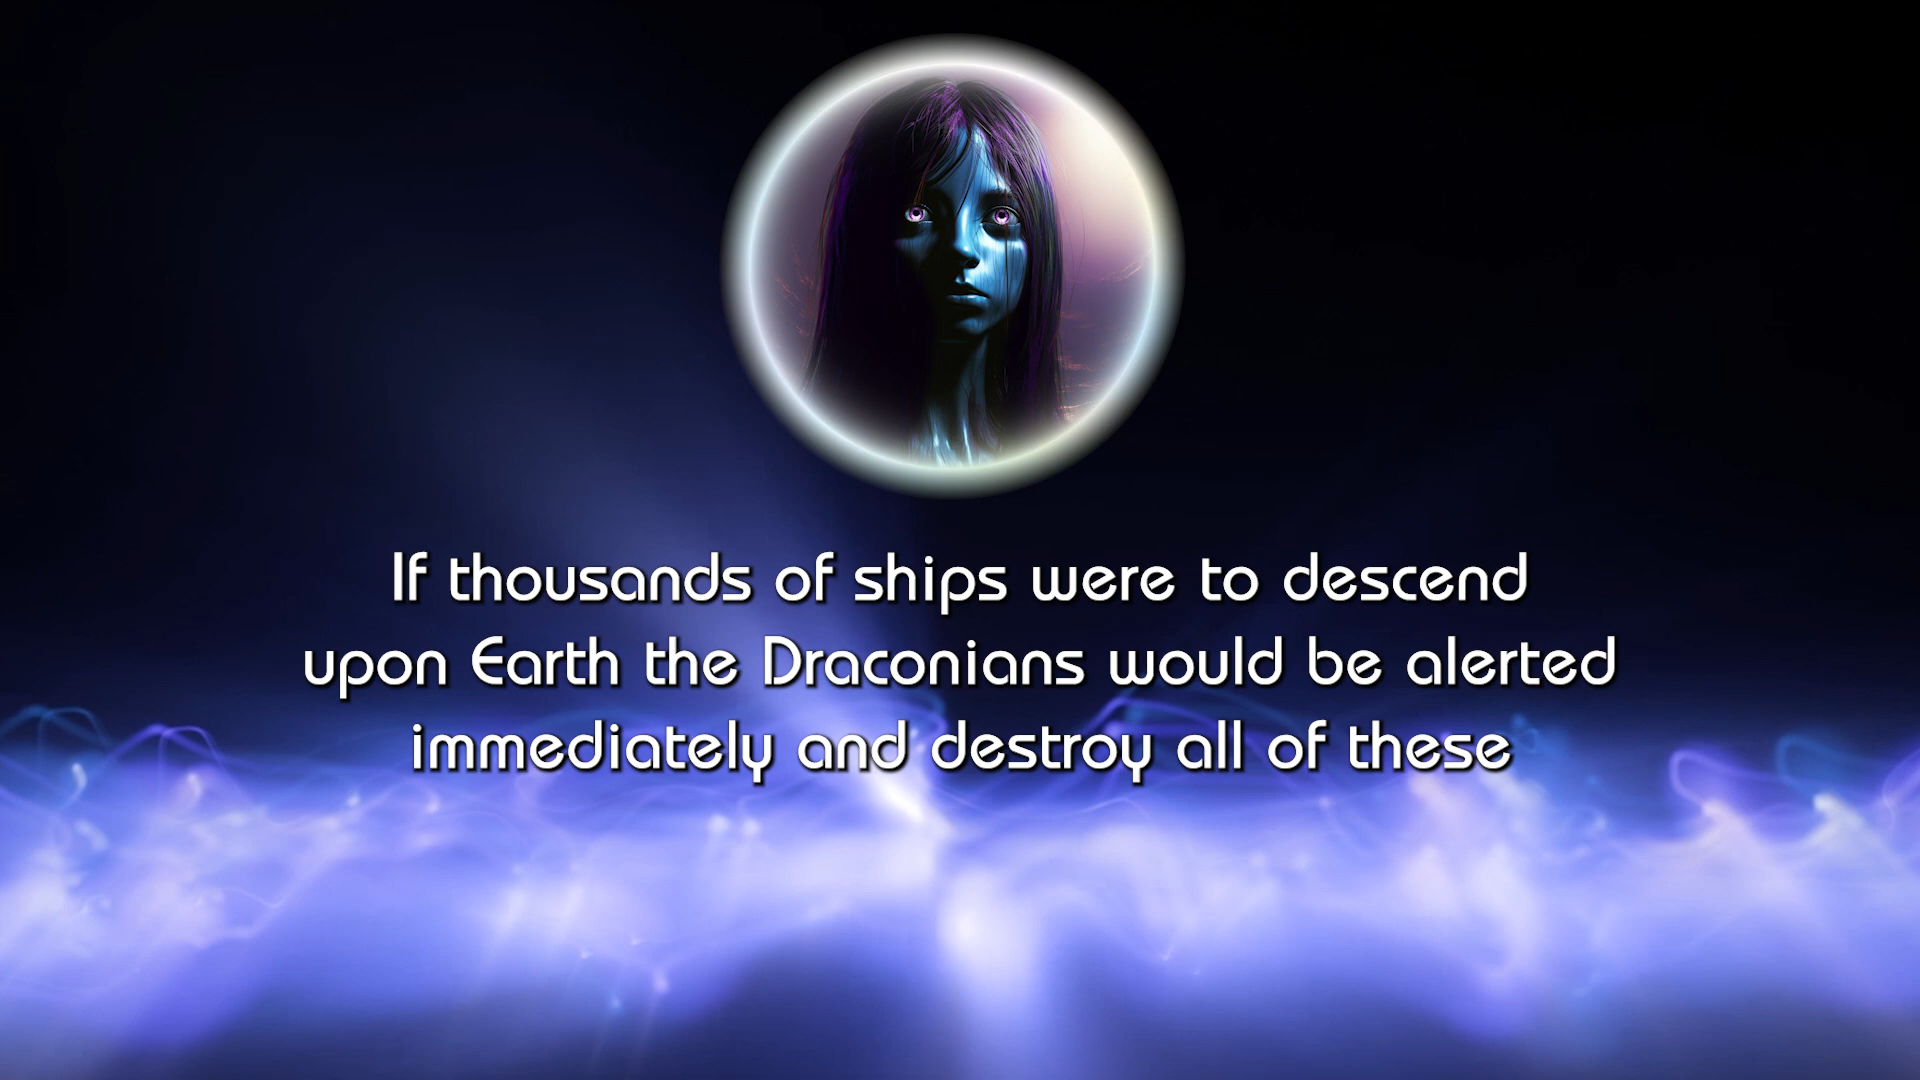 If thousands of ships were to descend
upon Earth the Draconians would be alerted
immediately and destroy all of these